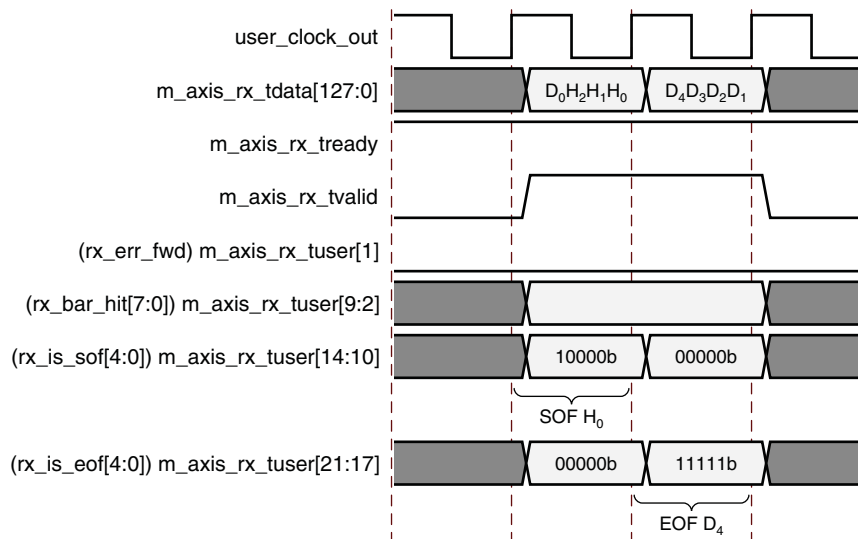 user_clock_out
m_axis_rx_tdata[127:0] D₀H₂H₁H₀ D₄D₃D₂D₁
m_axis_rx_tready
m_axis_rx_tvalid
(rx_err_fwd) m_axis_rx_tuser[1]
(rx_bar_hit[7:0]) m_axis_rx_tuser[9:2]
(rx_is_sof[4:0]) m_axis_rx_tuser[14:10] 10000b 00000b
SOF H₀
(rx_is_eof[4:0]) m_axis_rx_tuser[21:17] 00000b 11111b
EOF D₄